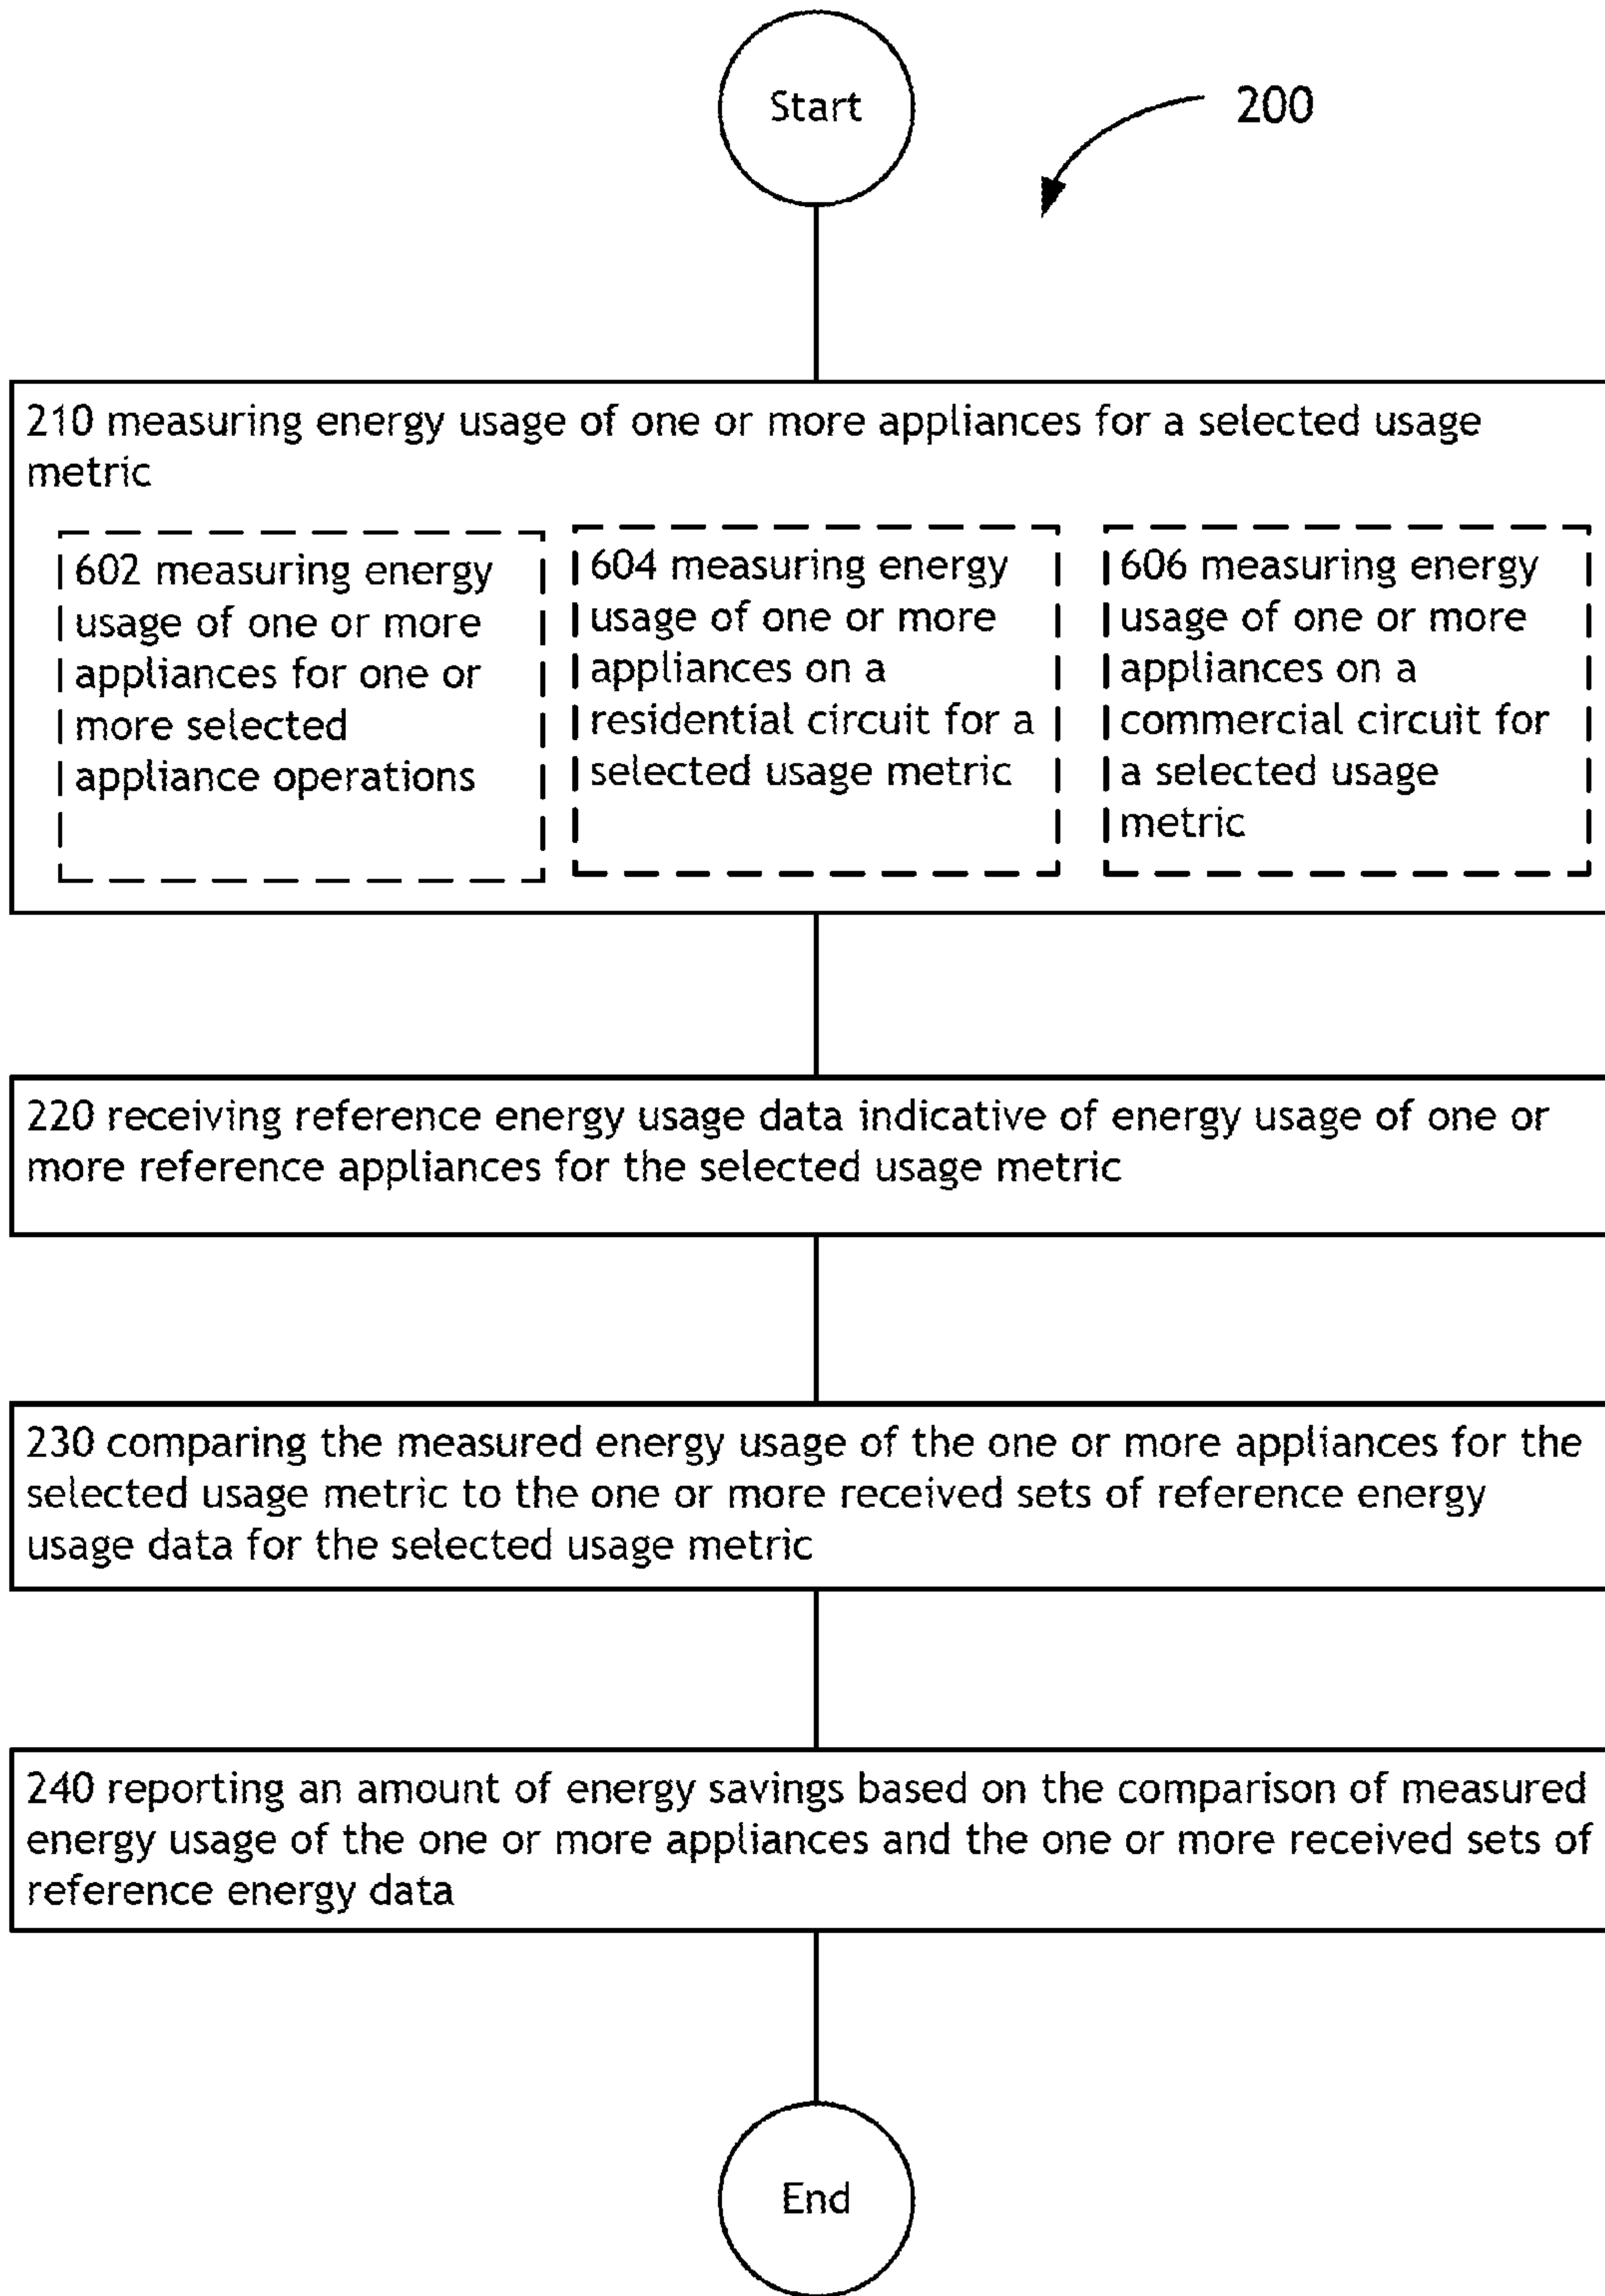 Start
200
210 measuring energy usage of one or more appliances for a selected usage
metric
602 measuring energy
usage of one or more
appliances for one or
more selected
appliance operations
604 measuring energy
usage of one or more
appliances on a
residential circuit for a
selected usage metric
606 measuring energy
usage of one or more
appliances on a
commercial circuit for
a selected usage
metric
220 receiving reference energy usage data indicative of energy usage of one or
more reference appliances for the selected usage metric
230 comparing the measured energy usage of the one or more appliances for the
selected usage metric to the one or more received sets of reference energy
usage data for the selected usage metric
240 reporting an amount of energy savings based on the comparison of measured
energy usage of the one or more appliances and the one or more received sets of
reference energy data
End